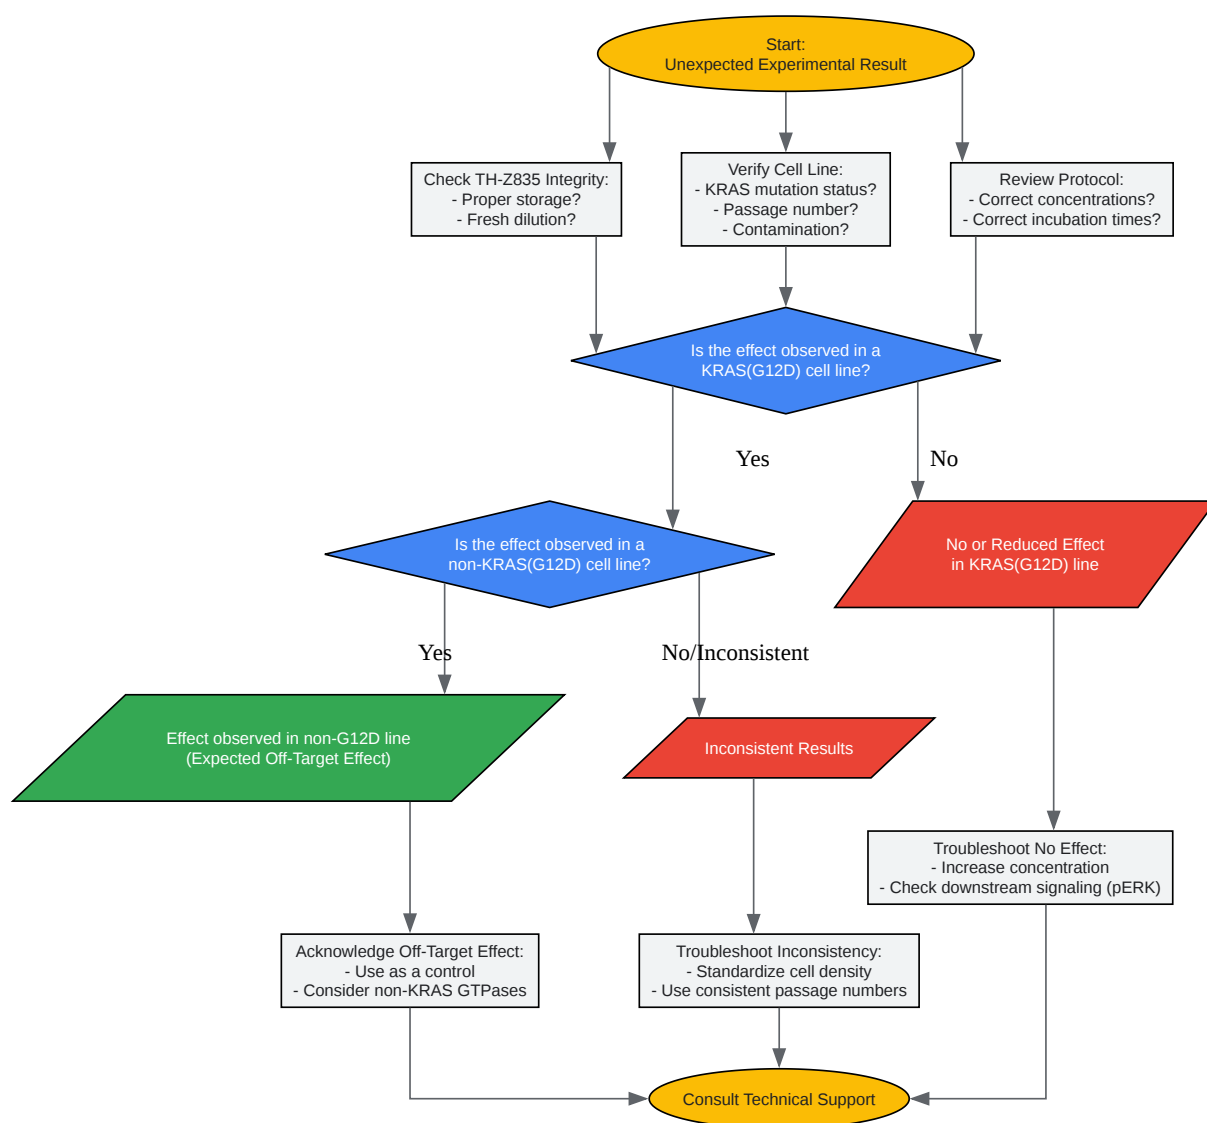 Start:
Unexpected Experimental Result
Check TH-Z835 Integrity:
- Proper storage?
- Fresh dilution?
Verify Cell Line:
- KRAS mutation status?
- Passage number?
- Contamination?
Review Protocol:
- Correct concentrations?
- Correct incubation times?
Is the effect observed in a
KRAS(G12D) cell line?
Yes
No
Is the effect observed in a
non-KRAS(G12D) cell line?
No or Reduced Effect
in KRAS(G12D) line
Yes
No/Inconsistent
Effect observed in non-G12D line
(Expected Off-Target Effect)
Inconsistent Results
Troubleshoot No Effect:
- Increase concentration
- Check downstream signaling (pERK)
Acknowledge Off-Target Effect:
- Use as a control
- Consider non-KRAS GTPases
Troubleshoot Inconsistency:
- Standardize cell density
- Use consistent passage numbers
Consult Technical Support